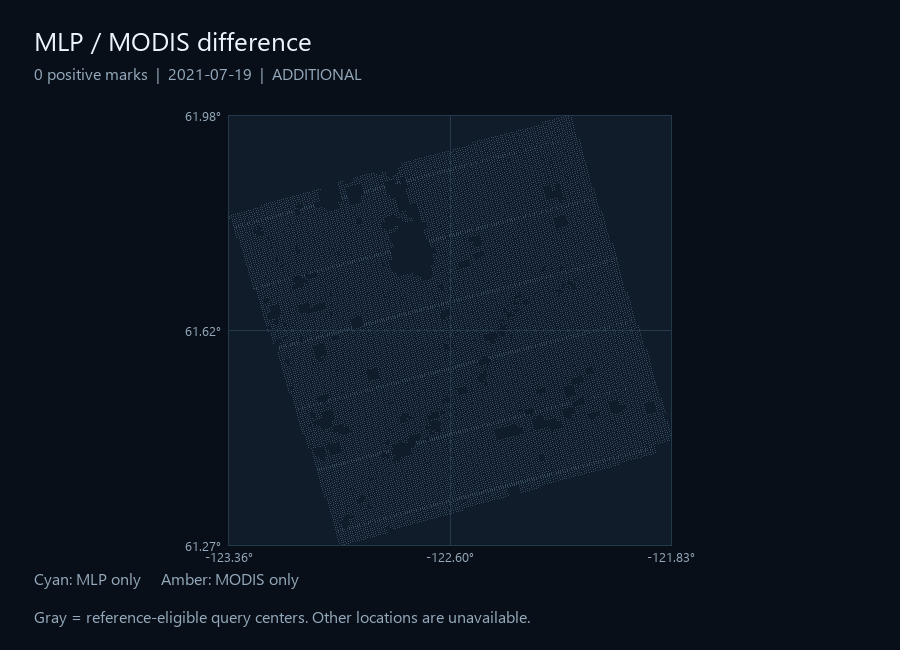 MLP / MODIS difference
0 positive marks | 2021-07-19 | ADDITIONAL
61.98°
61.62°
61.27°
-123.36° -122.60° -121.83°
Cyan: MLP only Amber: MODIS only
Gray = reference-eligible query centers. Other locations are unavailable.